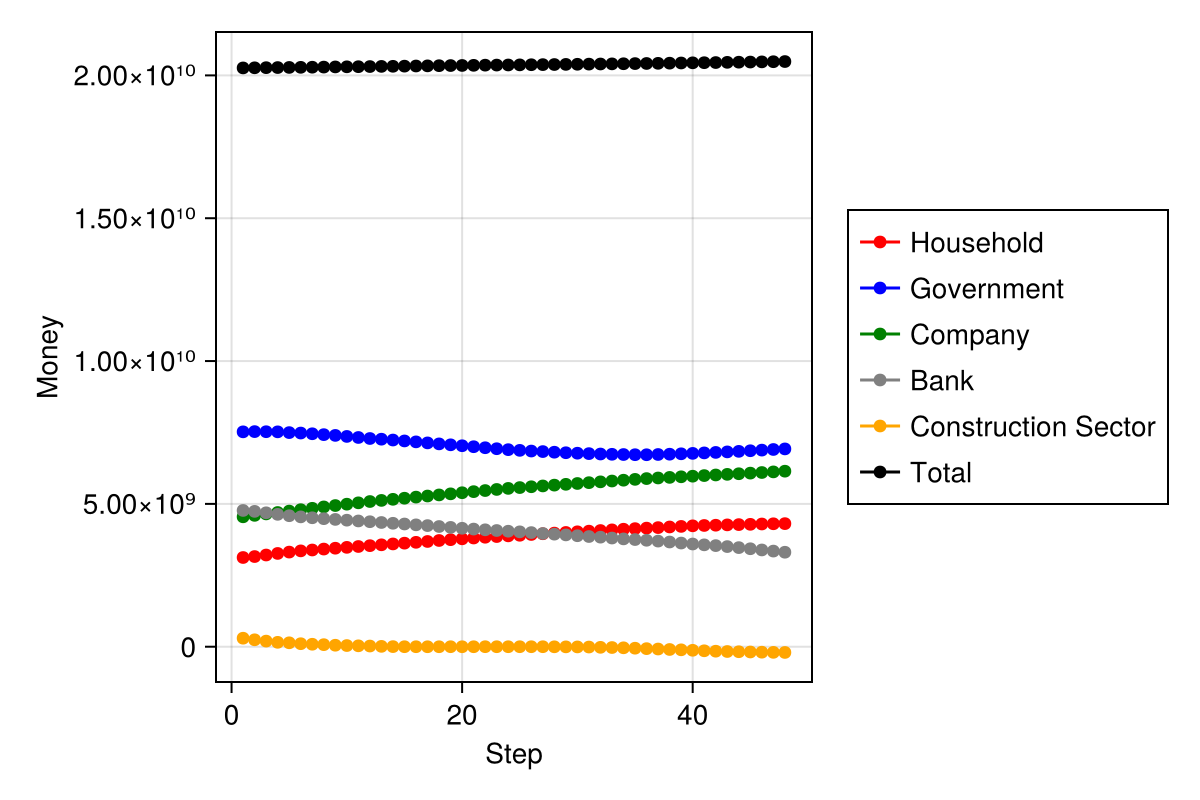 2.00×10¹⁰
1.50×10¹⁰
1.00×10¹⁰
5.00×10⁹
0
Money
0 20 40
Step
Household
Government
Company
Bank
Construction Sector
Total